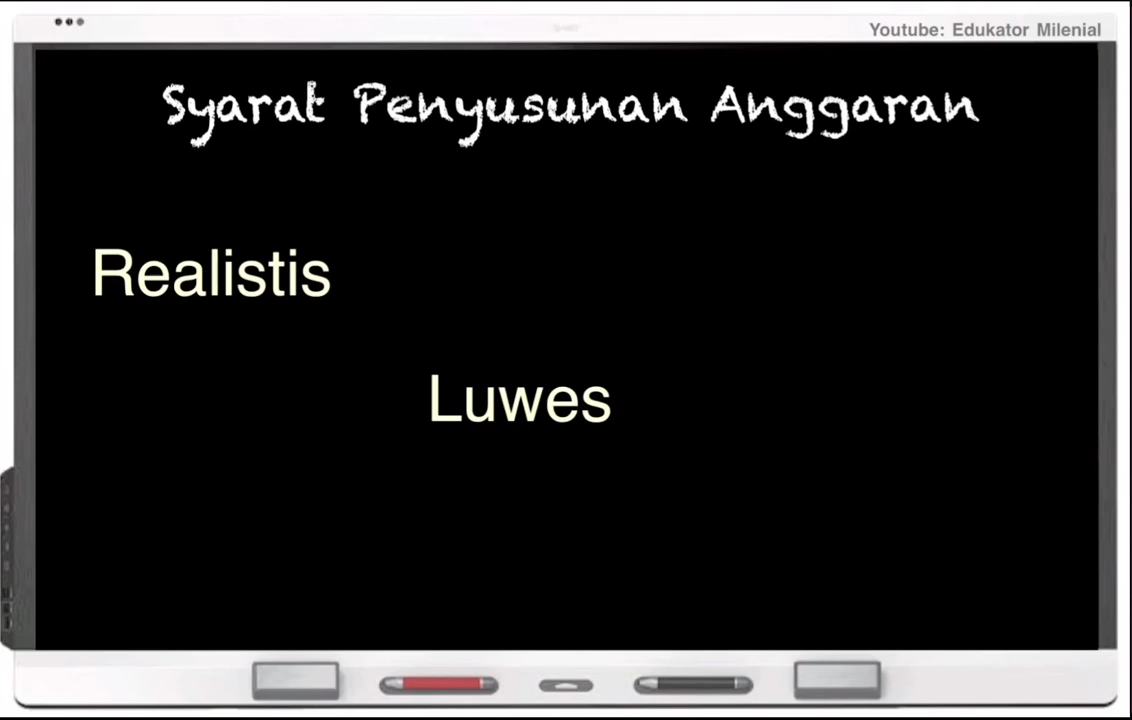 Youtube: Edukator Milenial
Syarat Penyusunan Anggaran
Realistis
Luwes